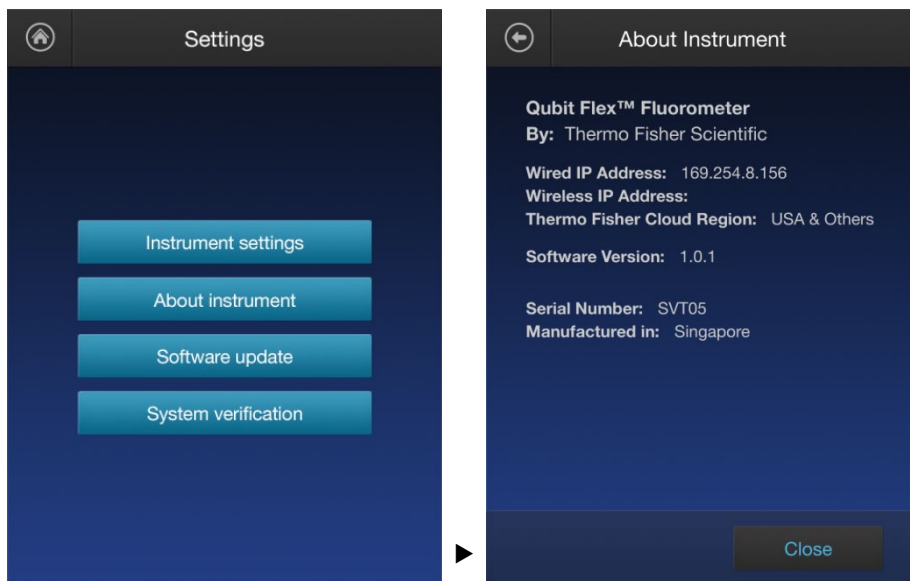 Settings
Instrument settings
About instrument
Software update
System verification
About Instrument
Qubit Flex™ Fluorometer
By: Thermo Fisher Scientific
Wired IP Address: 169.254.8.156
Wireless IP Address:
Thermo Fisher Cloud Region: USA & Others
Software Version: 1.0.1
Serial Number: SVT05
Manufactured in: Singapore
Close